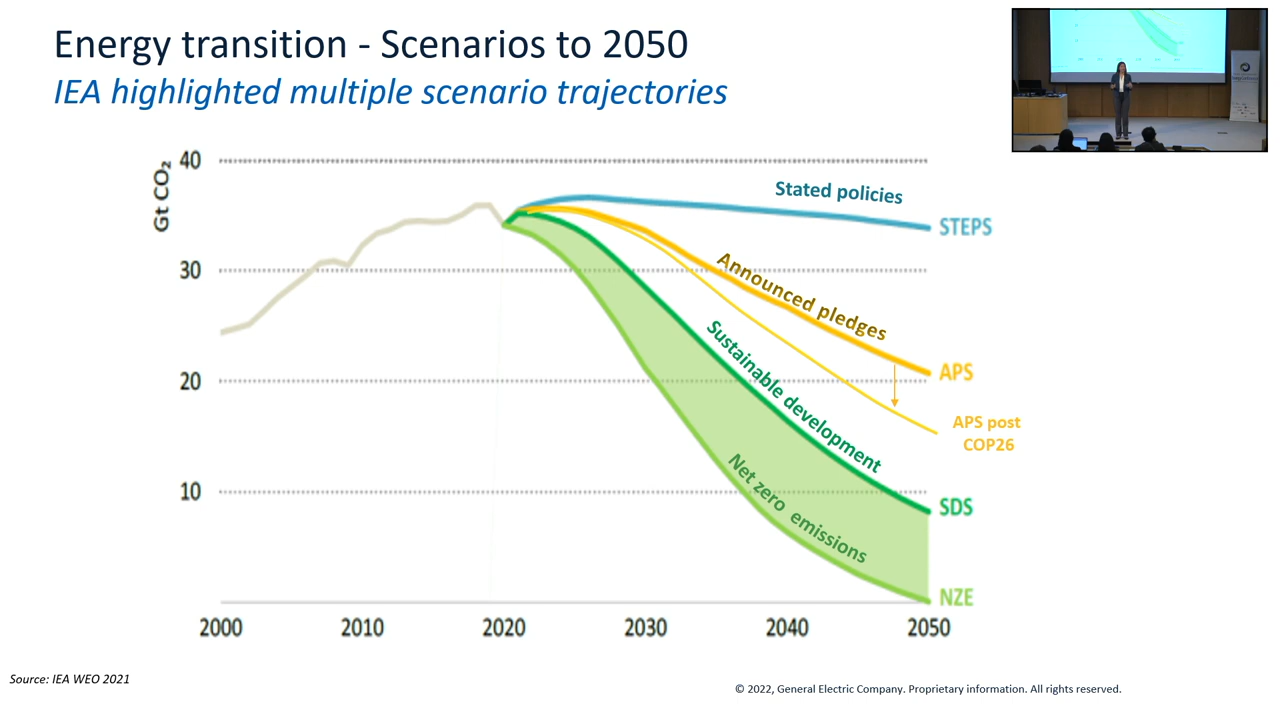 Energy transition - Scenarios to 2050
IEA highlighted multiple scenario trajectories
Gt CO₂
40
30
20
10
Stated policies
STEPS
Announced pledges
APS
APS post
COP26
Sustainable development
SDS
Net zero emissions
NZE
2000
2010
2020
2030
2040
2050
Source: IEA WEO 2021
© 2022, General Electric Company. Proprietary information. All rights reserved.